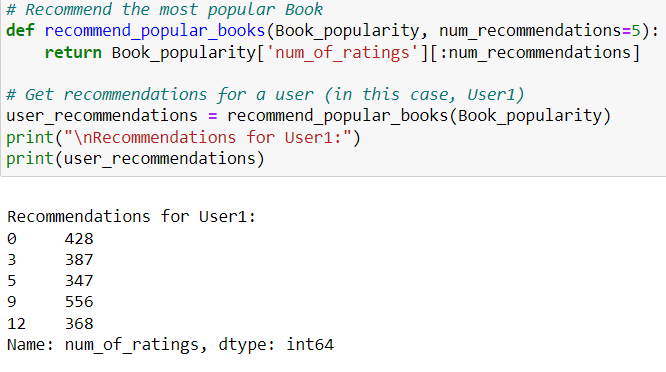 # Recommend the most popular Book
def recommend_popular_books(Book_popularity, num_recommendations=5):
    return Book_popularity['num_of_ratings'][:num_recommendations]

# Get recommendations for a user (in this case, User1)
user_recommendations = recommend_popular_books(Book_popularity)
print("\nRecommendations for User1:")
print(user_recommendations)

Recommendations for User1:
0     428
3     387
5     347
9     556
12    368
Name: num_of_ratings, dtype: int64